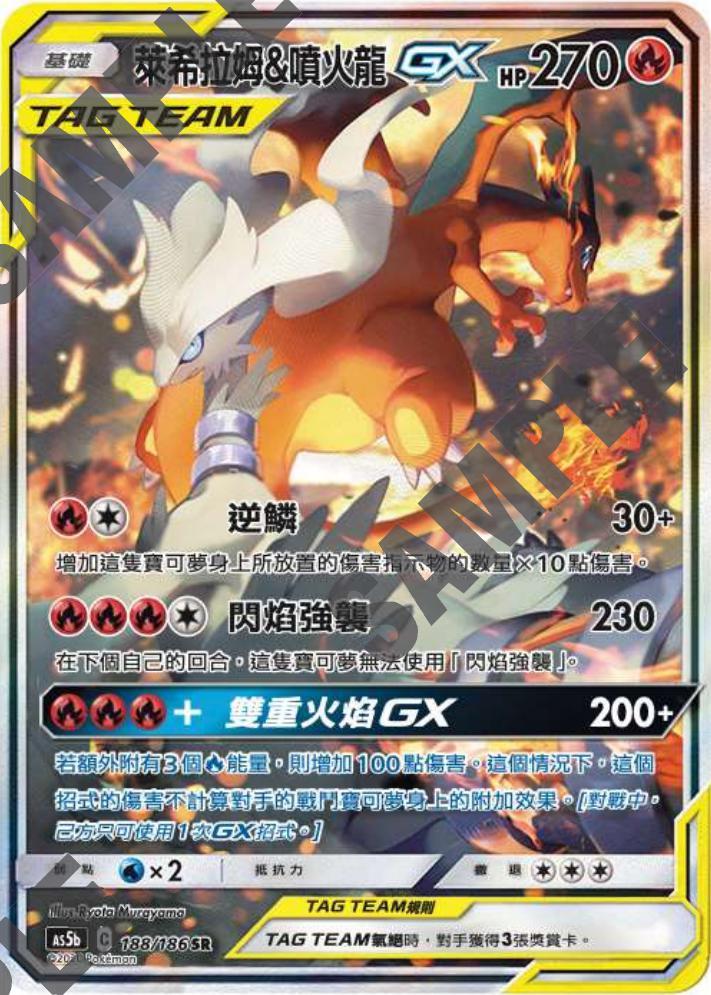 基礎 萊希拉姆&噴火龍 GX HP 270
TAG TEAM
逆鱗 30+
增加這隻寶可夢身上所放置的傷害指示物的數量×10點傷害。
閃焰強襲 230
在下個自己的回合,這隻寶可夢無法使用「閃焰強襲」。
+ 雙重火焰GX 200+
若額外附有3個能量,則增加100點傷害。這個情況下,這個
招式的傷害不計算對手的戰鬥寶可夢身上的附加效果。[對戰中,
己方只可使用1次GX招式。]
弱點 ×2 抵抗力 撤退
Illus. Ryota Murayama
TAG TEAM規則
AS5b C 188/186 SR
TAG TEAM氣絕時,對手獲得3張獎賞卡。
Pokémon
SAMPLE
SAMPLE